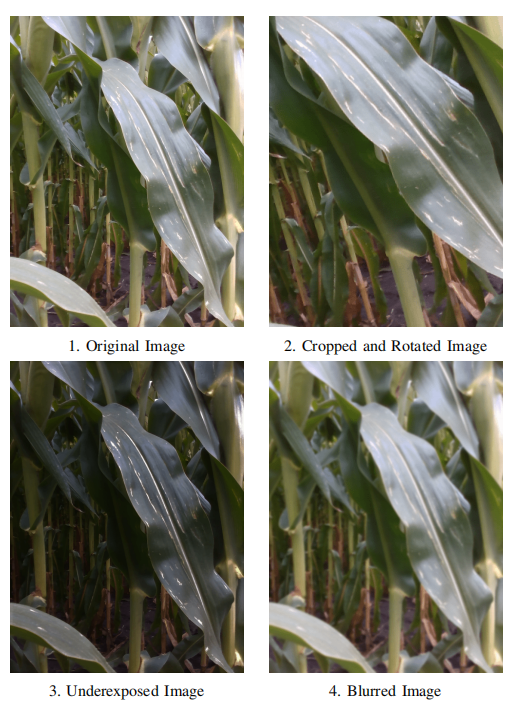 1. Original Image
2. Cropped and Rotated Image
3. Underexposed Image
4. Blurred Image